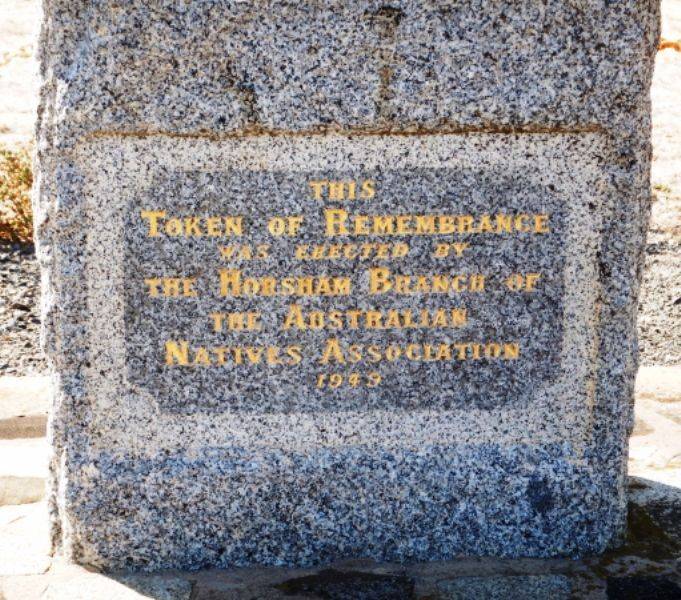 THIS
TOKEN OF REMEMBRANCE
WAS ERECTED BY
THE HORSHAM BRANCH OF
THE AUSTRALIAN
NATIVES ASSOCIATION
1949